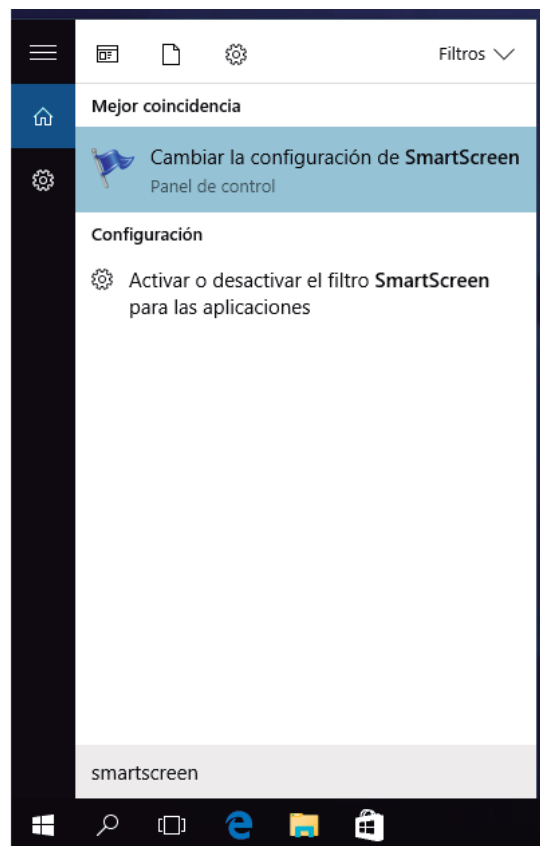 Filtros
Mejor coincidencia
Cambiar la configuración de SmartScreen
Panel de control
Configuración
Activar o desactivar el filtro SmartScreen
para las aplicaciones
smartscreen